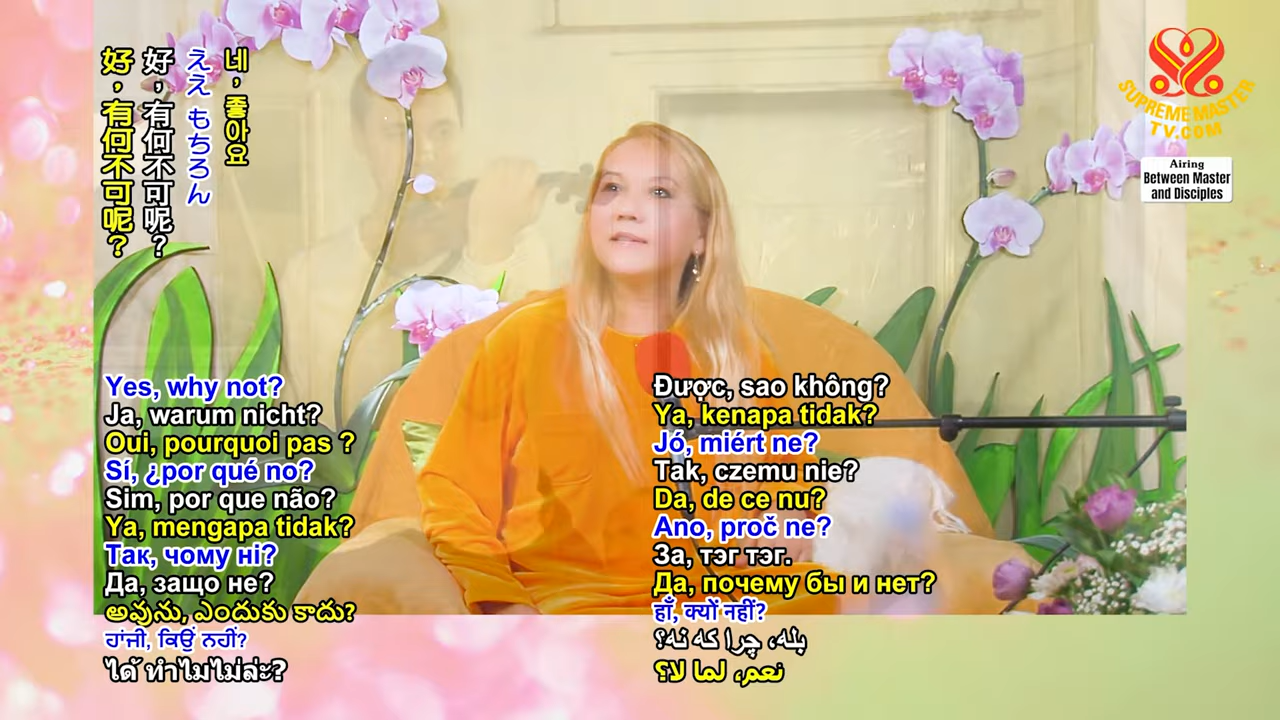 네, 좋아요
ええ もちろん
好，有何不可呢？
好，有何不可呢？
SUPREME MASTER
TV.COM
Airing
Between Master
and Disciples
Yes, why not?
Ja, warum nicht?
Oui, pourquoi pas ?
Sí, ¿por qué no?
Sim, por que não?
Ya, mengapa tidak?
Так, чому ні?
Да, защо не?
అవును, ఎందుకు కాదు?
ਹਾਂਜੀ, ਕਿਉਂ ਨਹੀਂ?
ได้ ทำไมไม่ล่ะ?
Được, sao không?
Ya, kenapa tidak?
Jó, miért ne?
Tak, czemu nie?
Da, de ce nu?
Ano, proč ne?
За, тэг тэг.
Да, почему бы и нет?
हाँ, क्यों नहीं?
بله، چرا که نه؟
نعم، لما لا؟